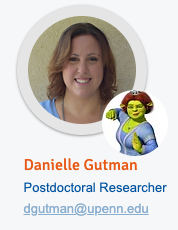 Danielle Gutman
Postdoctoral Researcher
dgutman@upenn.edu